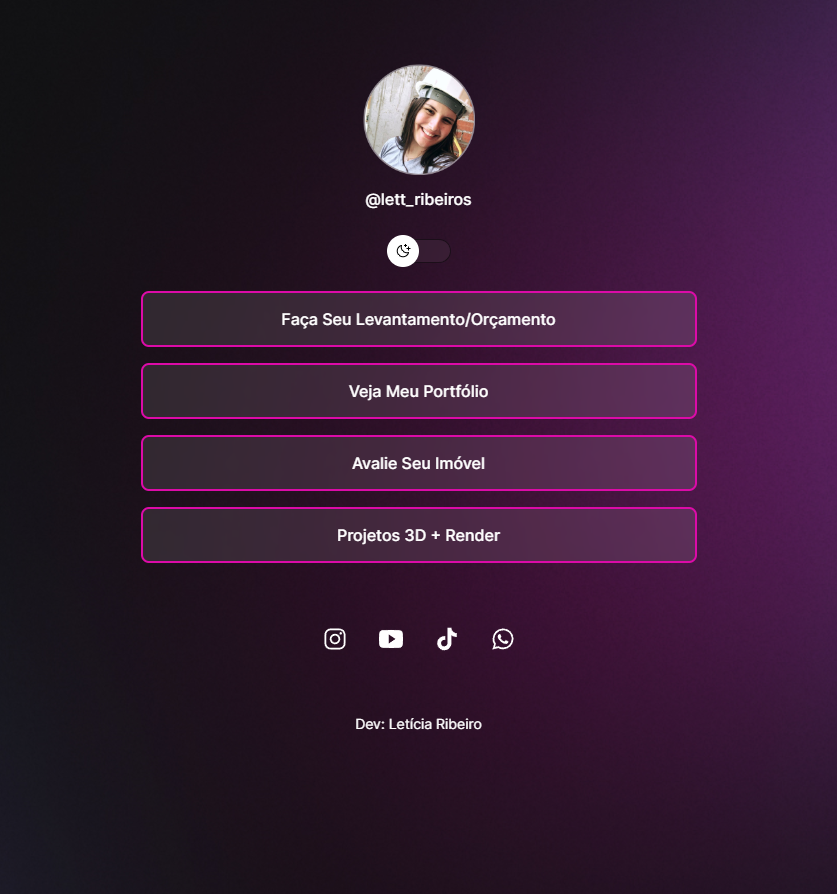 @lett_ribeiros
Faça Seu Levantamento/Orçamento
Veja Meu Portfólio
Avalie Seu Imóvel
Projetos 3D + Render
Dev: Letícia Ribeiro